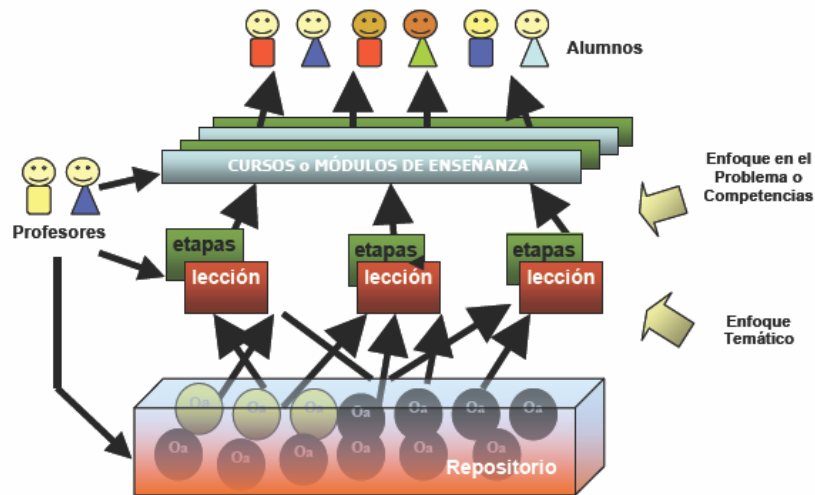 Alumnos
CURSOS o MÓDULOS DE ENSEÑANZA
Enfoque en el
Problema o
Competencias
Profesores
etapas
lección
etapas
lección
etapas
lección
Enfoque
Temático
Oa
Oa
Oa
Oa
Oa
Oa
Oa
Oa
Oa
Oa
Oa
Oa
Oa
Repositorio